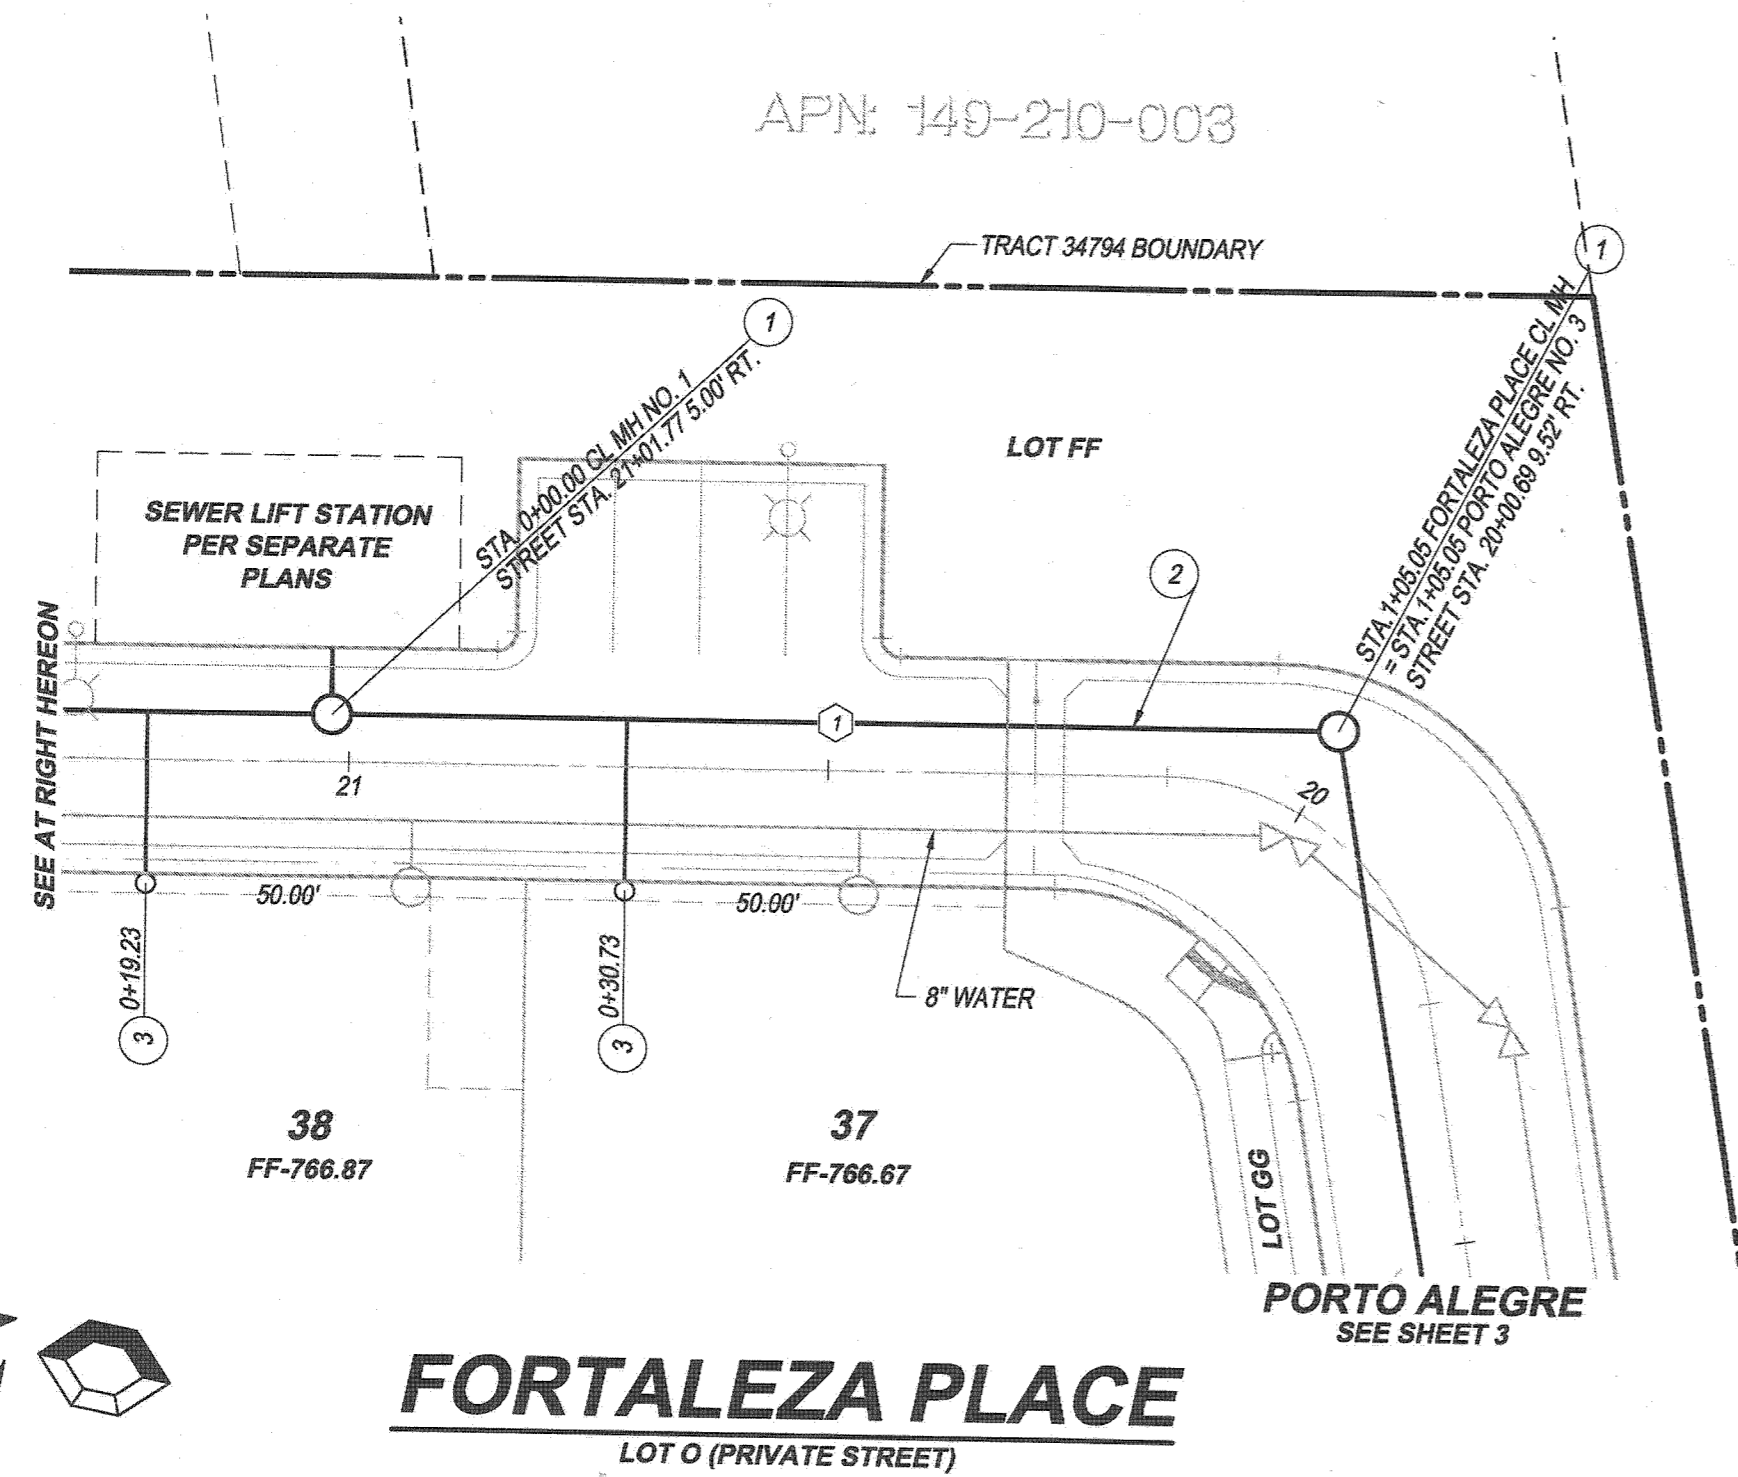 APN: 149-210-003
TRACT 34794 BOUNDARY
1
1
STA. 0+00.00 CL MH NO. 1
STREET STA. 21+01.77 5.00' RT.
STA.1+05.05 FORTALEZA PLACE CL MH
= STA.1+05.05 PORTO ALEGRE NO. 3
STREET STA. 20+00.69 9.52' RT.
LOT FF
SEWER LIFT STATION
PER SEPARATE
PLANS
2
SEE AT RIGHT HEREON
1
21
20
50.00'
50.00'
0+19.23
0+30.73
8" WATER
3
3
38
FF-766.87
37
FF-766.67
LOT GG
PORTO ALEGRE
SEE SHEET 3
FORTALEZA PLACE
LOT O (PRIVATE STREET)